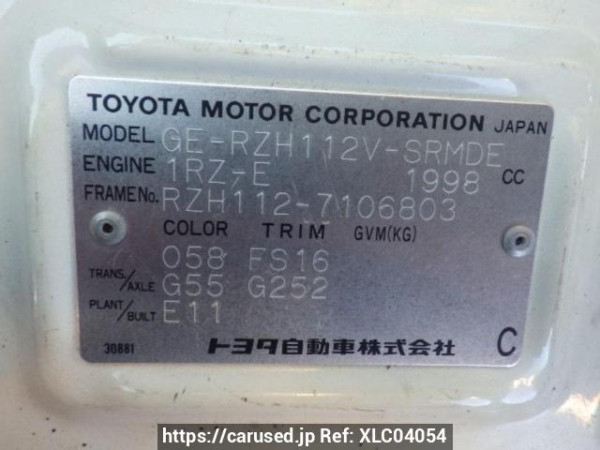 TOYOTA MOTOR CORPORATION JAPAN
MODEL GE-RZH112V-SRMDE
ENGINE 1RZ-E 1998 CC
FRAME No. RZH112-7106803
COLOR TRIM GVM(KG)
058 FS16
TRANS./AXLE G55 G252
PLANT/BUILT E11
30881 トヨタ自動車株式会社 C
https://carused.jp Ref: XLC04054